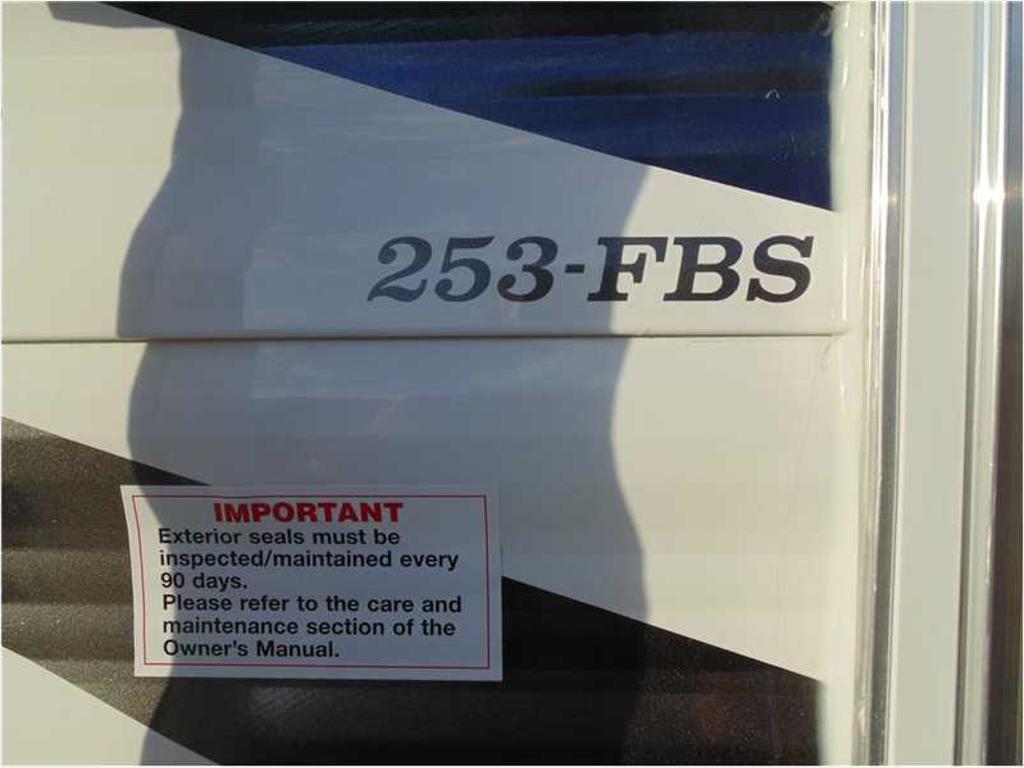 253-FBS
IMPORTANT
Exterior seals must be
inspected/maintained every
90 days.
Please refer to the care and
maintenance section of the
Owner's Manual.